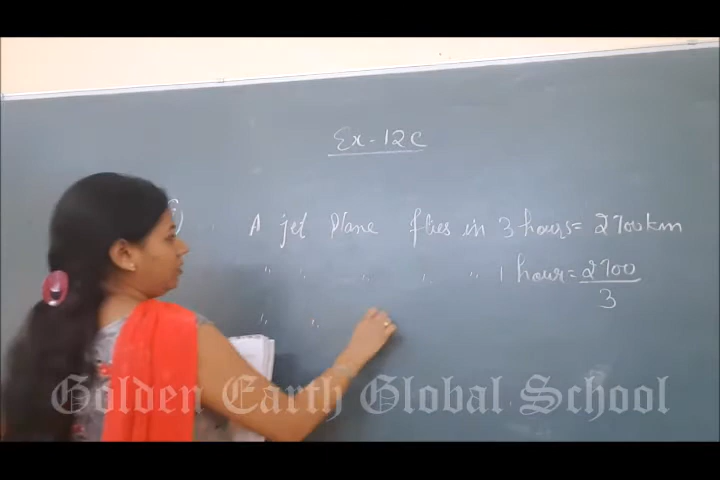 Ex-12C
A jet plane flies in 3 hours = 2700km
" " " " " 1 hour = 2700
3
" "
Golden Earth Global School